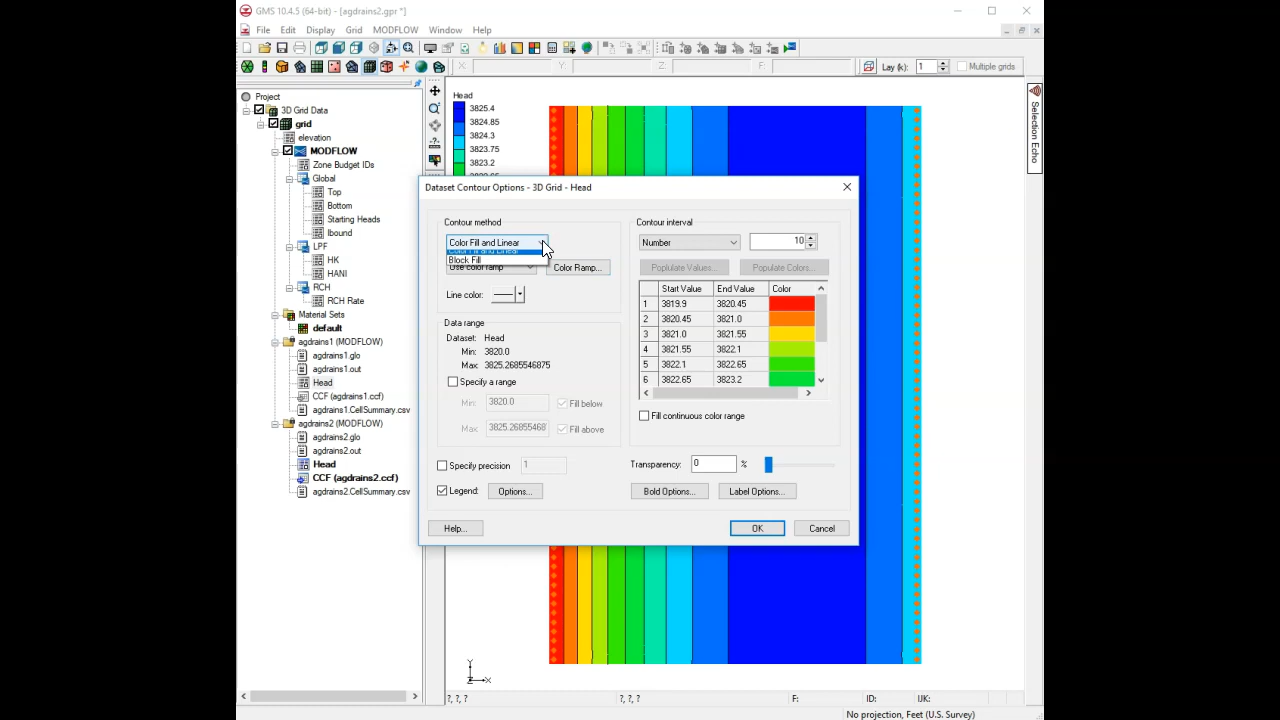 GMS 10.4.5 (64-bit) - [agdrains2.gpr *]
File Edit Display Grid MODFLOW Window Help
X: Y: Z: F: Lay (k): 1 Multiple grids
Project
3D Grid Data
grid
elevation
MODFLOW
Zone Budget IDs
Global
Top
Bottom
Starting Heads
Ibound
LPF
HK
HANI
RCH
RCH Rate
Material Sets
default
agdrains1 (MODFLOW)
agdrains1.glo
agdrains1.out
Head
CCF (agdrains1.ccf)
agdrains1.CellSummary.csv
agdrains2 (MODFLOW)
agdrains2.glo
agdrains2.out
Head
CCF (agdrains2.ccf)
agdrains2.CellSummary.csv
Head
3825.4
3824.85
3824.3
3823.75
3823.2
Selection Echo
Dataset Contour Options - 3D Grid - Head
Contour method
Color Fill and Linear
Color Fill and Linear
Block Fill
Use color ramp
Color Ramp...
Line color:
Data range
Dataset: Head
Min: 3820.0
Max: 3825.2685546875
Specify a range
Min: 3820.0 Fill below
Max: 3825.26855468 Fill above
Specify precision 1
Legend: Options...
Contour interval
Number 10
Poplulate Values... Populate Colors...
Start Value End Value Color
1 3819.9 3820.45
2 3820.45 3821.0
3 3821.0 3821.55
4 3821.55 3822.1
5 3822.1 3822.65
6 3822.65 3823.2
Fill continuous color range
Transparency: 0 %
Bold Options... Label Options...
Help... OK Cancel
Z X
?, ?, ? ?, ?, ? F: ID: IJK:
No projection, Feet (U.S. Survey)